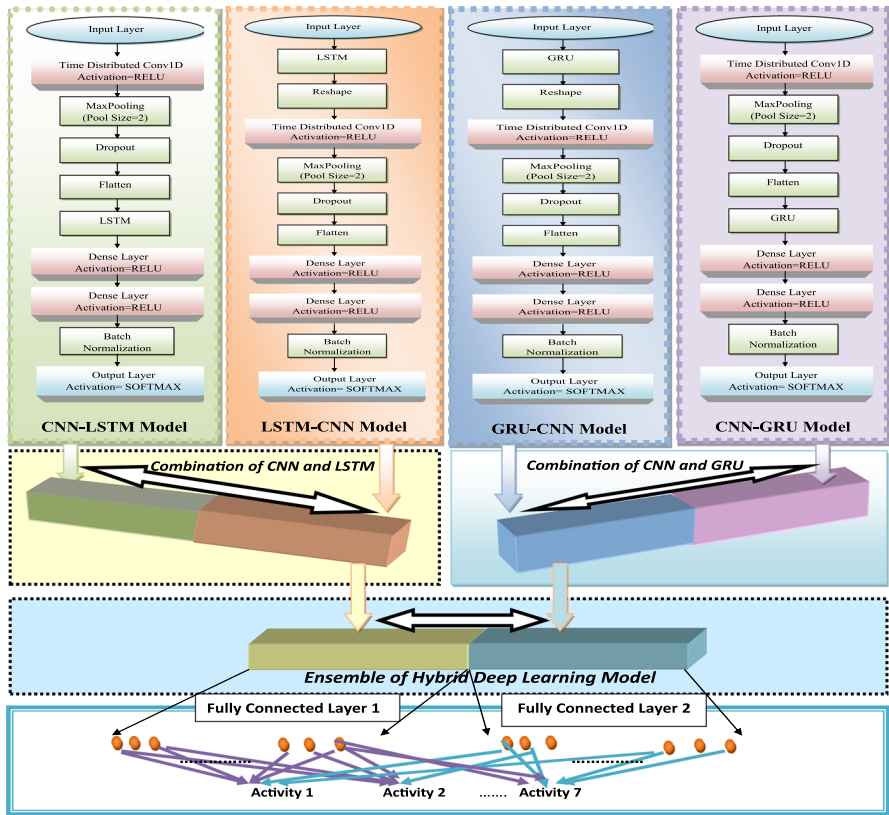 Input Layer
Time Distributed Conv1D
Activation=RELU
MaxPooling
(Pool Size=2)
Dropout
Flatten
LSTM
Dense Layer
Activation=RELU
Dense Layer
Activation=RELU
Batch
Normalization
Output Layer
Activation= SOFTMAX
CNN-LSTM Model
Input Layer
LSTM
Reshape
Time Distributed Conv1D
Activation=RELU
MaxPooling
(Pool Size=2)
Dropout
Flatten
Dense Layer
Activation=RELU
Dense Layer
Activation=RELU
Batch
Normalization
Output Layer
Activation= SOFTMAX
LSTM-CNN Model
Input Layer
GRU
Reshape
Time Distributed Conv1D
Activation=RELU
MaxPooling
(Pool Size=2)
Dropout
Flatten
Dense Layer
Activation=RELU
Dense Layer
Activation=RELU
Batch
Normalization
Output Layer
Activation= SOFTMAX
GRU-CNN Model
Input Layer
Time Distributed Conv1D
Activation=RELU
MaxPooling
(Pool Size=2)
Dropout
Flatten
GRU
Dense Layer
Activation=RELU
Dense Layer
Activation=RELU
Batch
Normalization
Output Layer
Activation= SOFTMAX
CNN-GRU Model
Combination of CNN and LSTM
Combination of CNN and GRU
Ensemble of Hybrid Deep Learning Model
Fully Connected Layer 1
Fully Connected Layer 2
Activity 1
Activity 2
.......
Activity 7